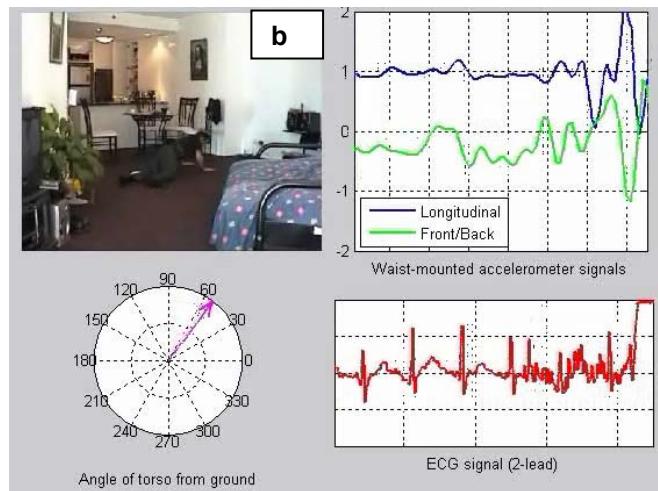 b
2
1
0
-1
-2
Longitudinal
Front/Back
Waist-mounted accelerometer signals
90
120 60
150 30
180 0
210 330
240 300
270
Angle of torso from ground
ECG signal (2-lead)